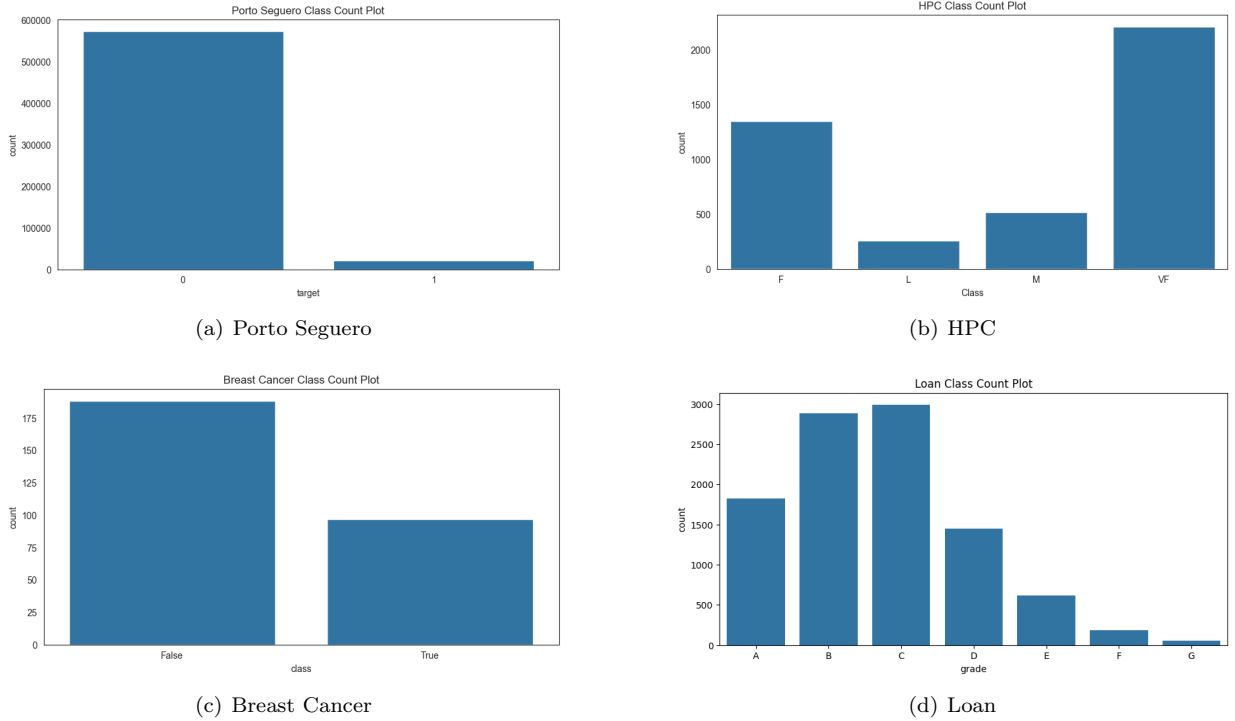 Porto Seguero Class Count Plot
600000
500000
400000
300000
200000
100000
0
count
0 1
target
(a) Porto Seguero
HPC Class Count Plot
2000
1500
1000
500
0
count
F L M VF
Class
(b) HPC
Breast Cancer Class Count Plot
175
150
125
100
75
50
25
0
count
False True
class
(c) Breast Cancer
Loan Class Count Plot
3000
2500
2000
1500
1000
500
0
count
A B C D E F G
grade
(d) Loan